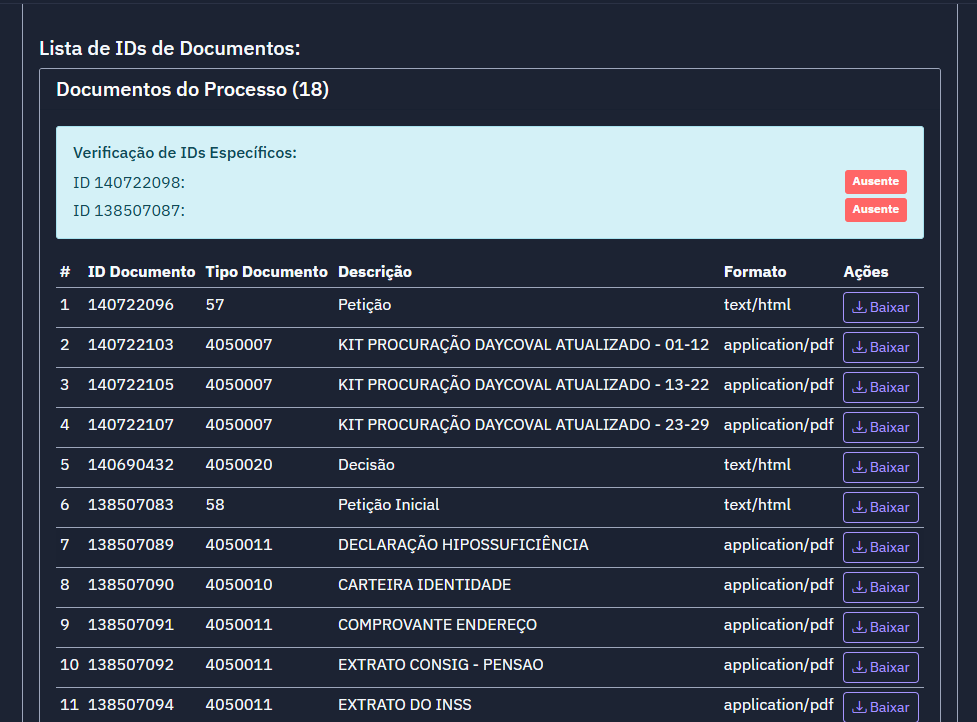 Lista de IDs de Documentos:
Documentos do Processo (18)
Verificação de IDs Específicos:
ID 140722098: Ausente
ID 138507087: Ausente
# ID Documento Tipo Documento Descrição Formato Ações
1 140722096 57 Petição text/html Baixar
2 140722103 4050007 KIT PROCURAÇÃO DAYCOVAL ATUALIZADO - 01-12 application/pdf Baixar
3 140722105 4050007 KIT PROCURAÇÃO DAYCOVAL ATUALIZADO - 13-22 application/pdf Baixar
4 140722107 4050007 KIT PROCURAÇÃO DAYCOVAL ATUALIZADO - 23-29 application/pdf Baixar
5 140690432 4050020 Decisão text/html Baixar
6 138507083 58 Petição Inicial text/html Baixar
7 138507089 4050011 DECLARAÇÃO HIPOSSUFICIÊNCIA application/pdf Baixar
8 138507090 4050010 CARTEIRA IDENTIDADE application/pdf Baixar
9 138507091 4050011 COMPROVANTE ENDEREÇO application/pdf Baixar
10 138507092 4050011 EXTRATO CONSIG - PENSAO application/pdf Baixar
11 138507094 4050011 EXTRATO DO INSS application/pdf Baixar